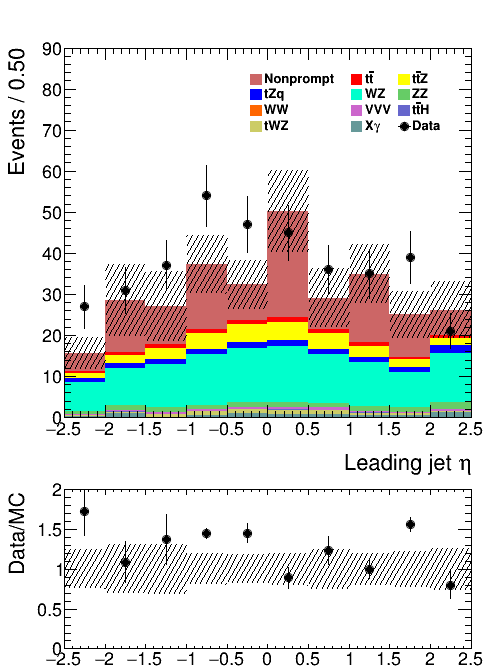 Events / 0.50
90
80
70
60
50
40
30
20
10
0
Nonprompt tt̄ tt̄Z
tZq WZ ZZ
WW VVV tt̄H
tWZ Xγ Data
−2.5 −2 −1.5 −1 −0.5 0 0.5 1 1.5 2 2.5
Leading jet η
Data/MC
2
1.5
1
0.5
0
−2.5 −2 −1.5 −1 −0.5 0 0.5 1 1.5 2 2.5